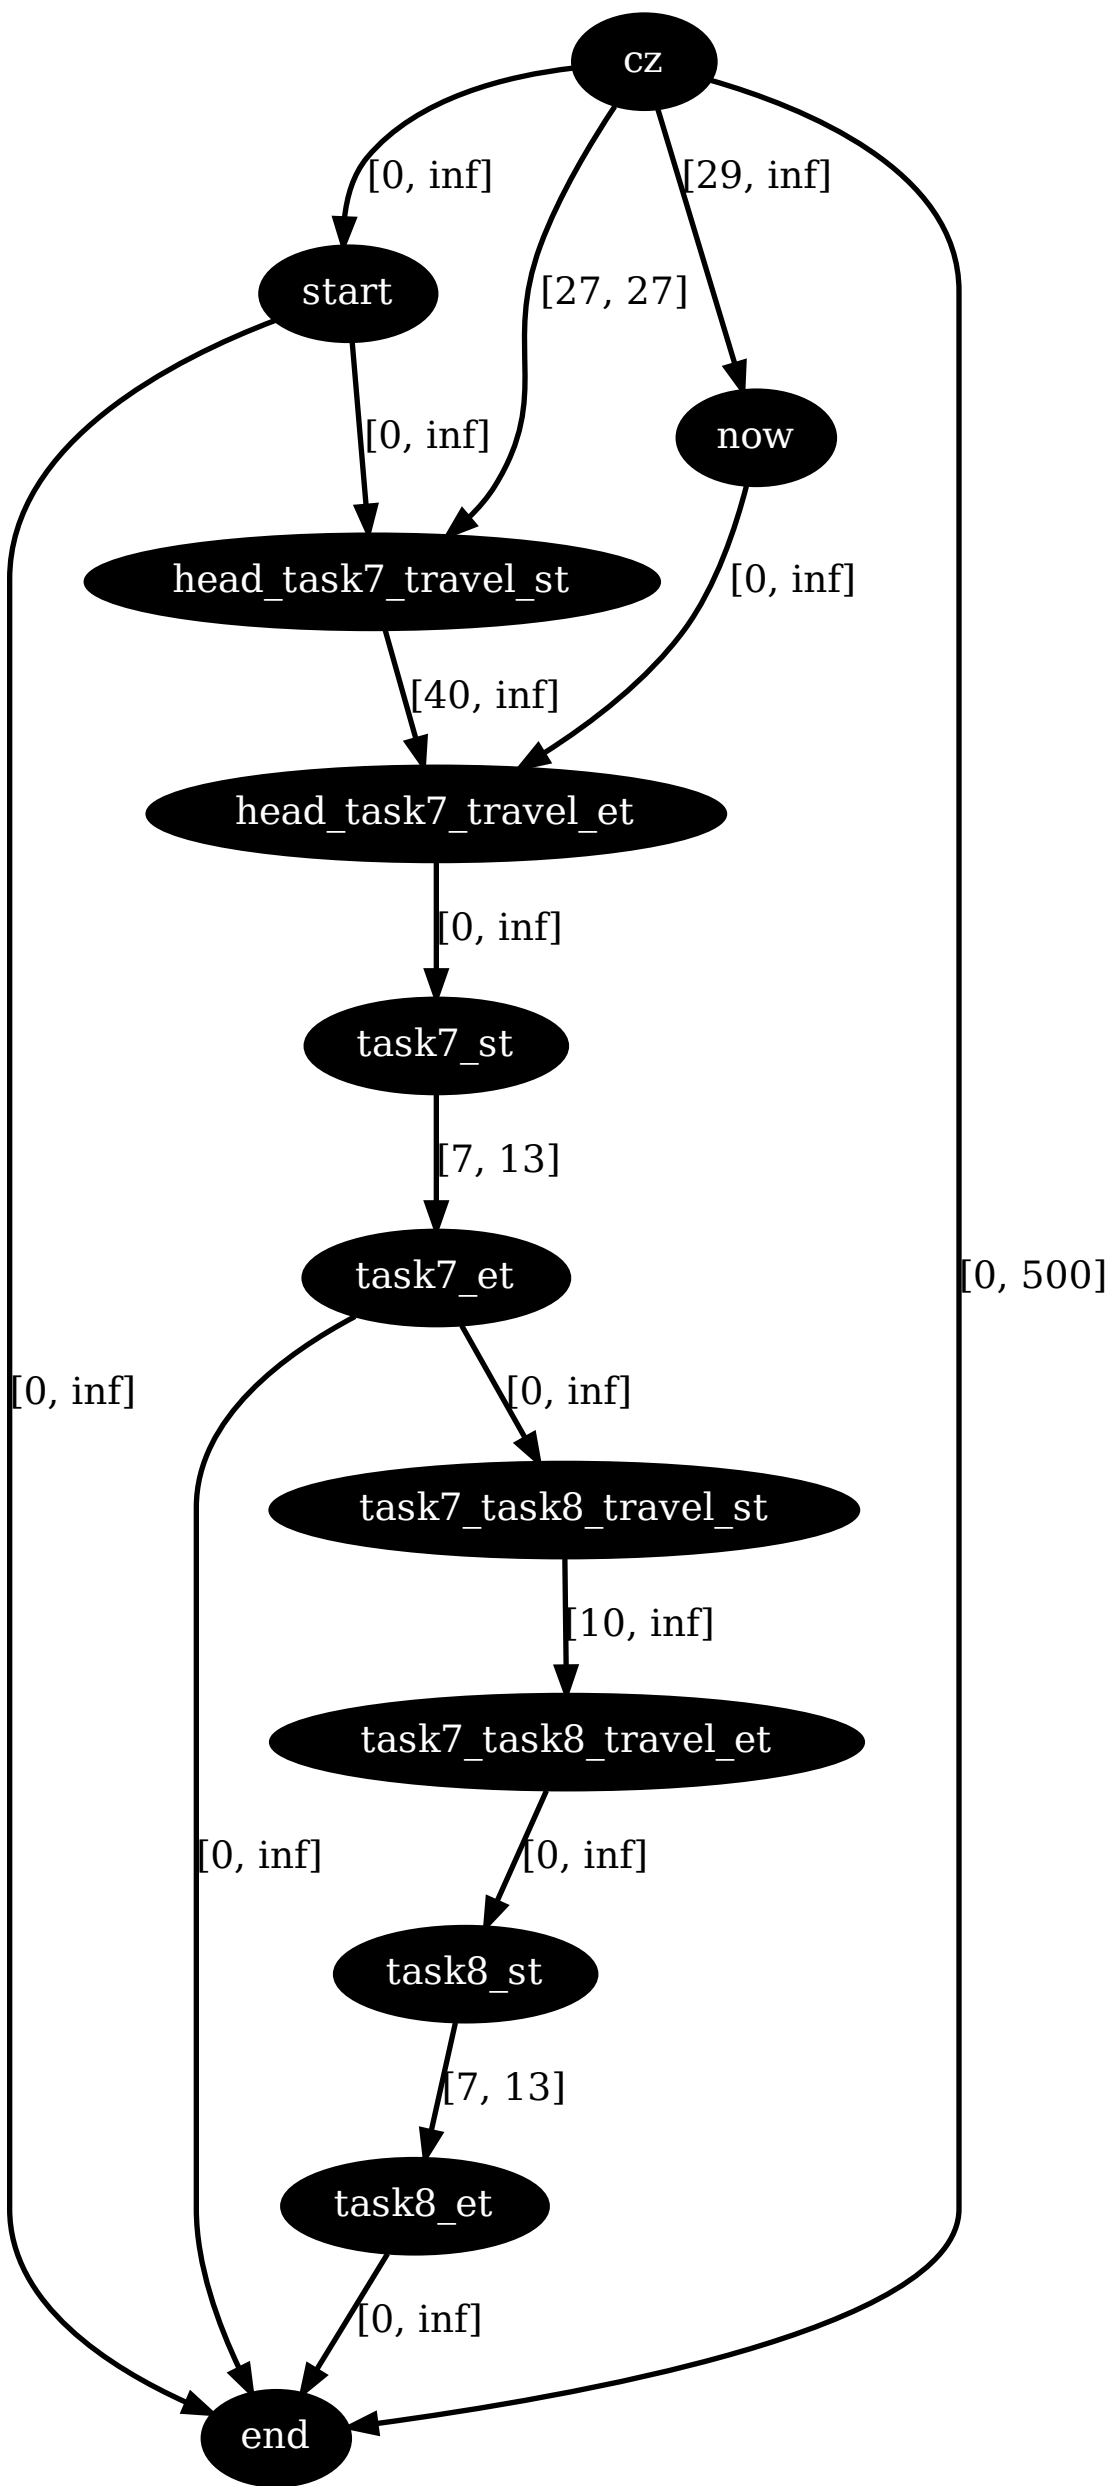 cz
[0, inf]
[29, inf]
start
[27, 27]
[0, inf]
now
head_task7_travel_st
[0, inf]
[40, inf]
head_task7_travel_et
[0, inf]
task7_st
[7, 13]
task7_et
[0, 500]
[0, inf]
[0, inf]
task7_task8_travel_st
[10, inf]
task7_task8_travel_et
[0, inf]
[0, inf]
task8_st
[7, 13]
task8_et
[0, inf]
end